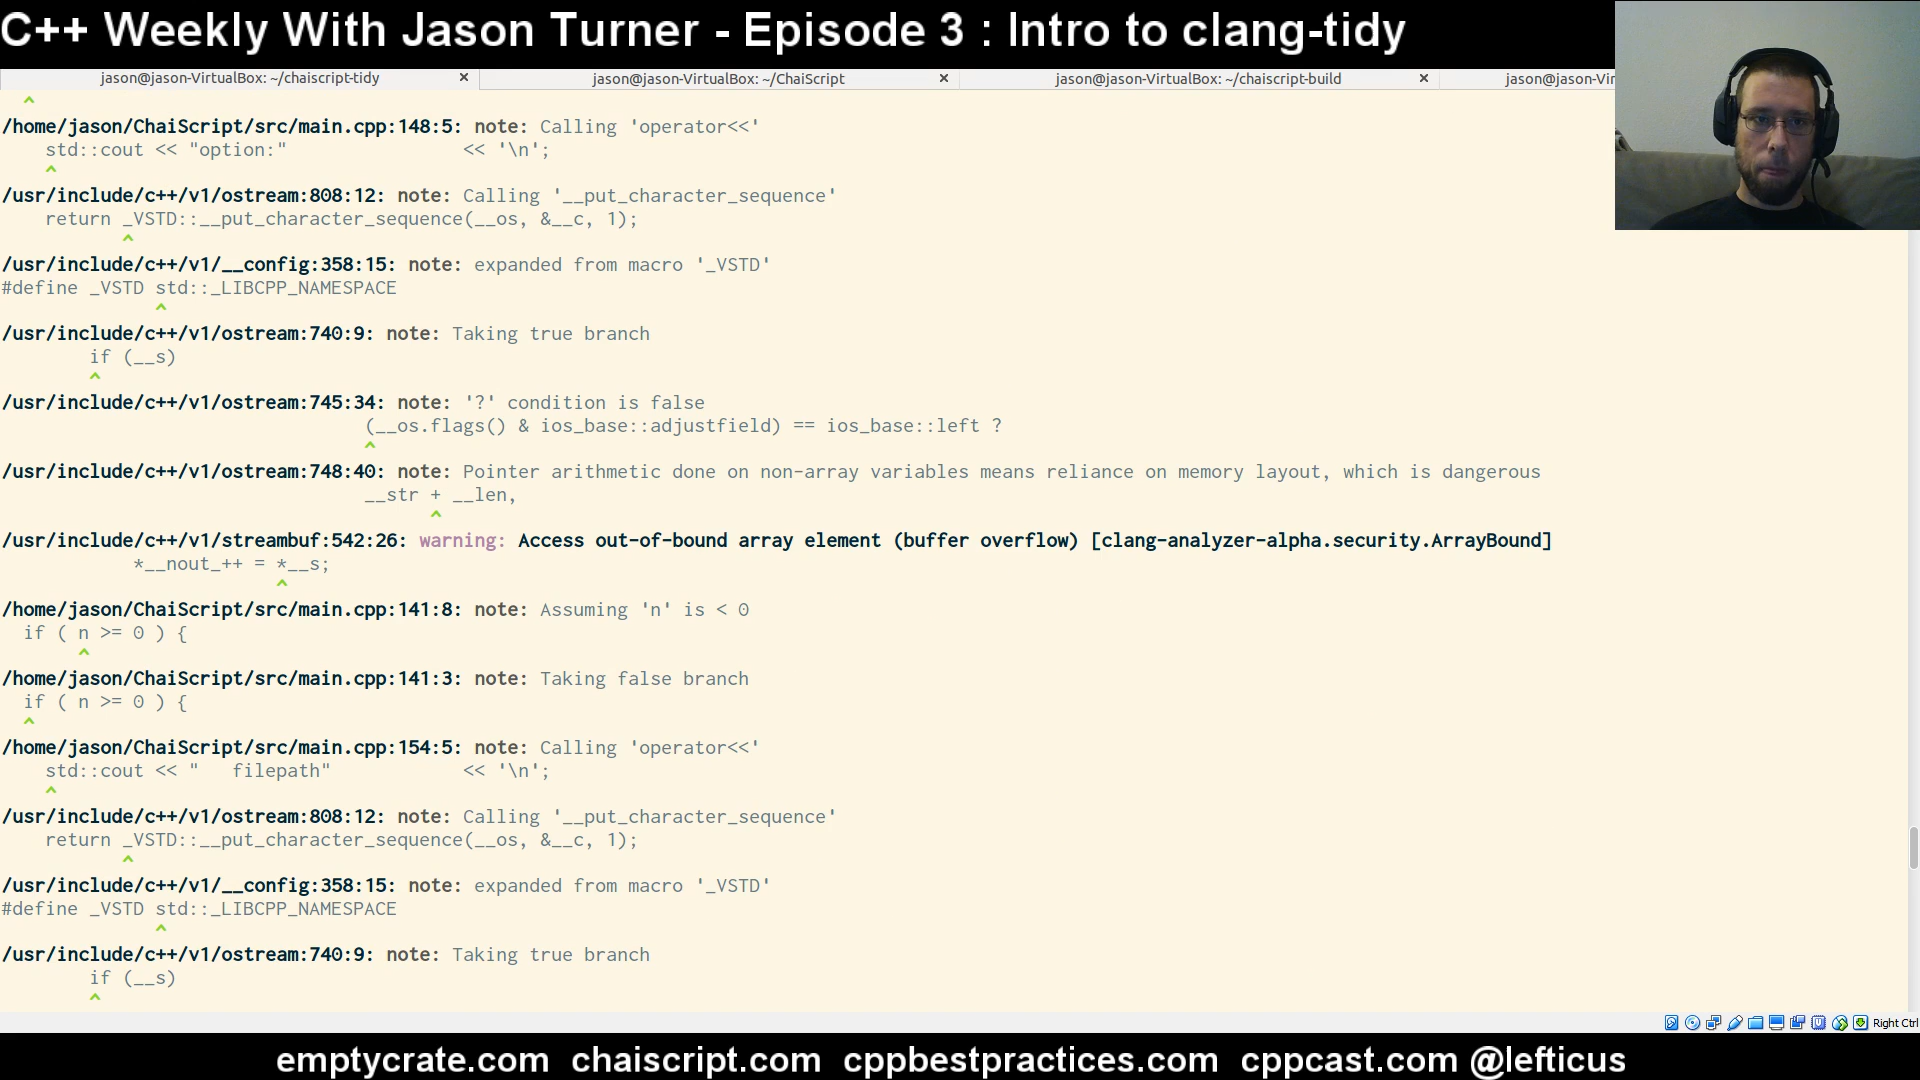 C++ Weekly With Jason Turner - Episode 3 : Intro to clang-tidy
jason@jason-VirtualBox: ~/chaiscript-tidy × jason@jason-VirtualBox: ~/ChaiScript × jason@jason-VirtualBox: ~/chaiscript-build × jason@jason-Vir
^
/home/jason/ChaiScript/src/main.cpp:148:5: note: Calling 'operator<<'
std::cout << "option:" << '\n';
^
/usr/include/c++/v1/ostream:808:12: note: Calling '__put_character_sequence'
return _VSTD::__put_character_sequence(__os, &__c, 1);
^
/usr/include/c++/v1/__config:358:15: note: expanded from macro '_VSTD'
#define _VSTD std::_LIBCPP_NAMESPACE
^
/usr/include/c++/v1/ostream:740:9: note: Taking true branch
if (__s)
^
/usr/include/c++/v1/ostream:745:34: note: '?' condition is false
(__os.flags() & ios_base::adjustfield) == ios_base::left ?
^
/usr/include/c++/v1/ostream:748:40: note: Pointer arithmetic done on non-array variables means reliance on memory layout, which is dangerous
__str + __len,
^
/usr/include/c++/v1/streambuf:542:26: warning: Access out-of-bound array element (buffer overflow) [clang-analyzer-alpha.security.ArrayBound]
*__nout_++ = *__s;
^
/home/jason/ChaiScript/src/main.cpp:141:8: note: Assuming 'n' is < 0
if ( n >= 0 ) {
^
/home/jason/ChaiScript/src/main.cpp:141:3: note: Taking false branch
if ( n >= 0 ) {
^
/home/jason/ChaiScript/src/main.cpp:154:5: note: Calling 'operator<<'
std::cout << "   filepath" << '\n';
^
/usr/include/c++/v1/ostream:808:12: note: Calling '__put_character_sequence'
return _VSTD::__put_character_sequence(__os, &__c, 1);
^
/usr/include/c++/v1/__config:358:15: note: expanded from macro '_VSTD'
#define _VSTD std::_LIBCPP_NAMESPACE
^
/usr/include/c++/v1/ostream:740:9: note: Taking true branch
if (__s)
^
Right Ctrl
emptycrate.com chaiscript.com cppbestpractices.com cppcast.com @lefticus